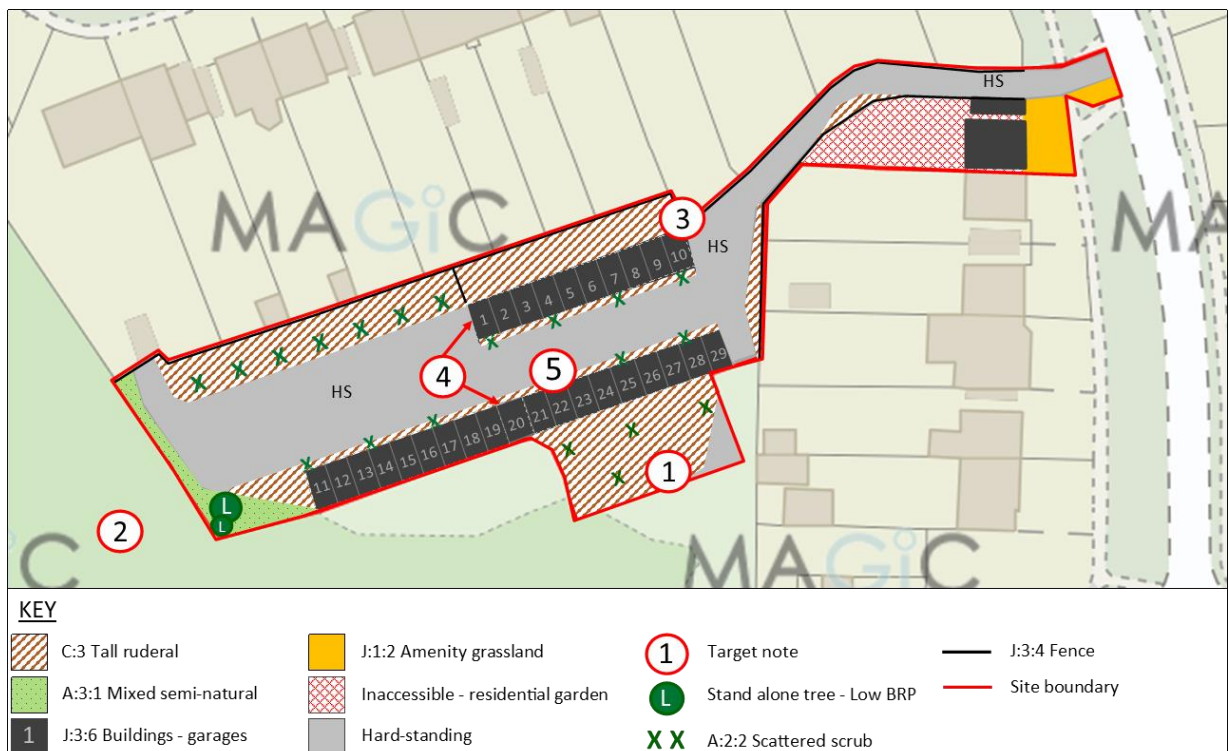 HS
MAGiC
MA
3
HS
1 2 3 4 5 6 7 8 9 10
4
5
HS
11 12 13 14 15 16 17 18 19 20 21 22 23 24 25 26 27 28 29
1
L
L
2
C
MAGiC
KEY
C:3 Tall ruderal
J:1:2 Amenity grassland
1 Target note
J:3:4 Fence
A:3:1 Mixed semi-natural
Inaccessible - residential garden
L Stand alone tree - Low BRP
Site boundary
1 J:3:6 Buildings - garages
Hard-standing
X X A:2:2 Scattered scrub